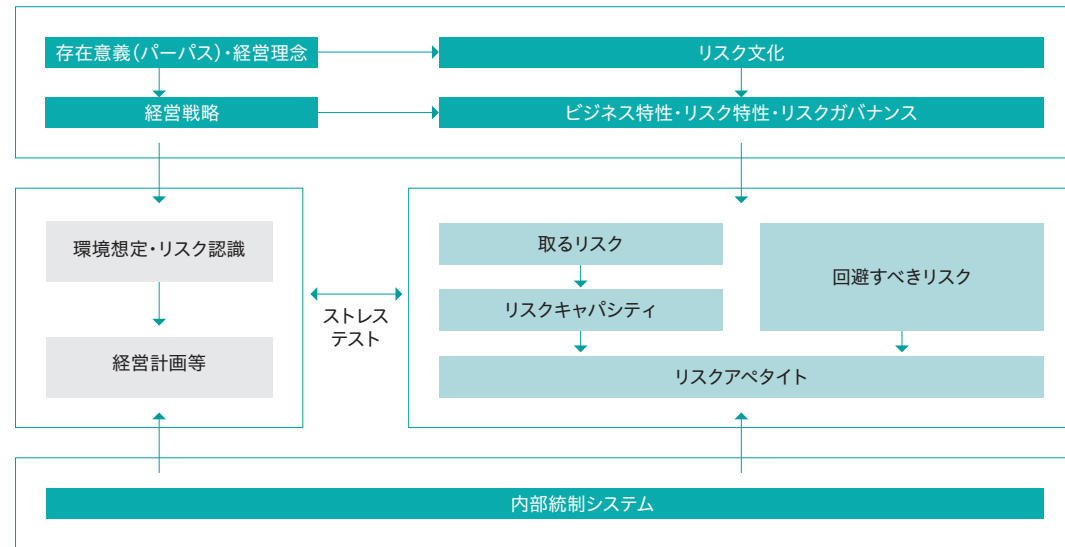 存在意義(パーパス)・経営理念
リスク文化
経営戦略
ビジネス特性・リスク特性・リスクガバナンス
環境想定・リスク認識
経営計画等
ストレス
テスト
取るリスク
リスクキャパシティ
回避すべきリスク
リスクアペタイト
内部統制システム